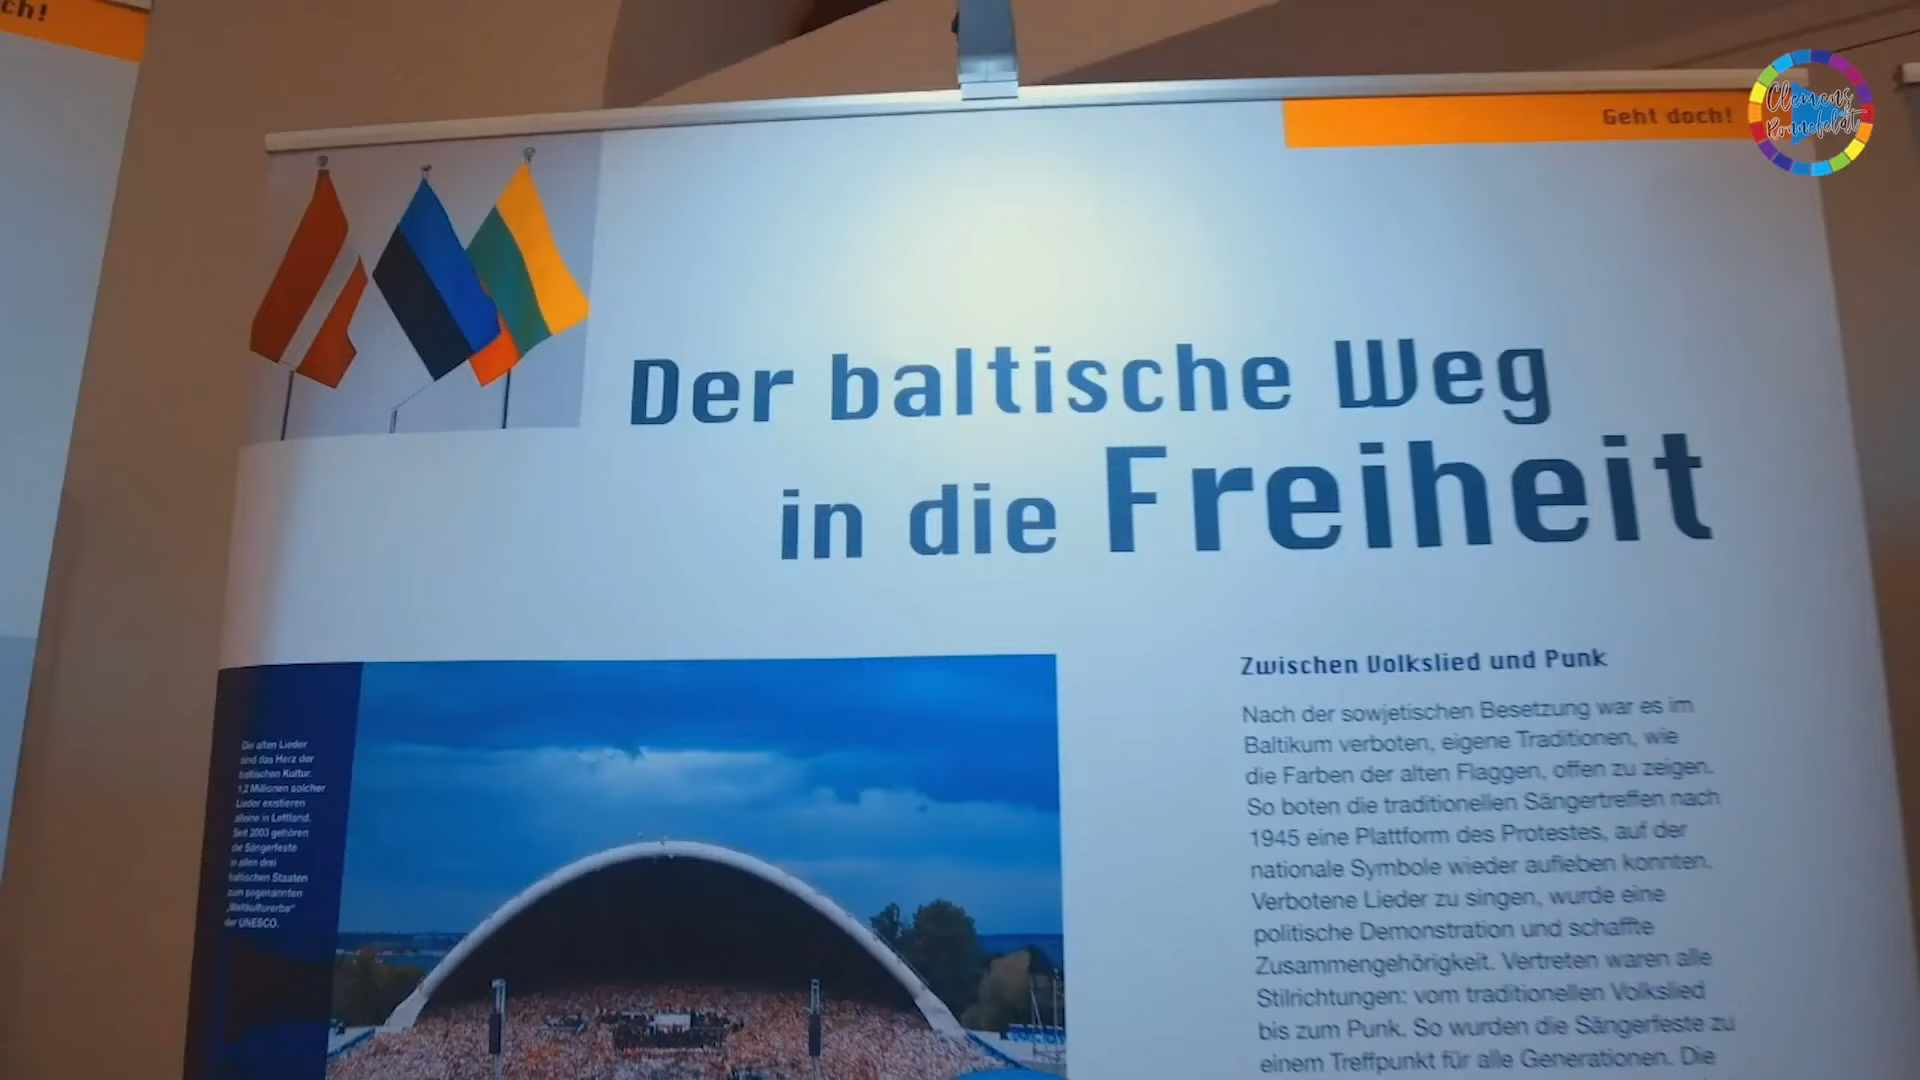 ch!
Geht doch!
Clemens
Ronnefeldt
Der baltische Weg
in die Freiheit
Die alten Lieder
sind das Herz der
baltischen Kultur.
1,2 Millionen solcher
Lieder existieren
alleine in Lettland.
Seit 2003 gehören
die Sängerfeste
in allen drei
baltischen Staaten
zum sogenannten
„Weltkulturerbe“
der UNESCO.
Zwischen Volkslied und Punk
Nach der sowjetischen Besetzung war es im
Baltikum verboten, eigene Traditionen, wie
die Farben der alten Flaggen, offen zu zeigen.
So boten die traditionellen Sängertreffen nach
1945 eine Plattform des Protestes, auf der
nationale Symbole wieder aufleben konnten.
Verbotene Lieder zu singen, wurde eine
politische Demonstration und schaffte
Zusammengehörigkeit. Vertreten waren alle
Stilrichtungen: vom traditionellen Volkslied
bis zum Punk. So wurden die Sängerfeste zu
einem Treffpunkt für alle Generationen. Die